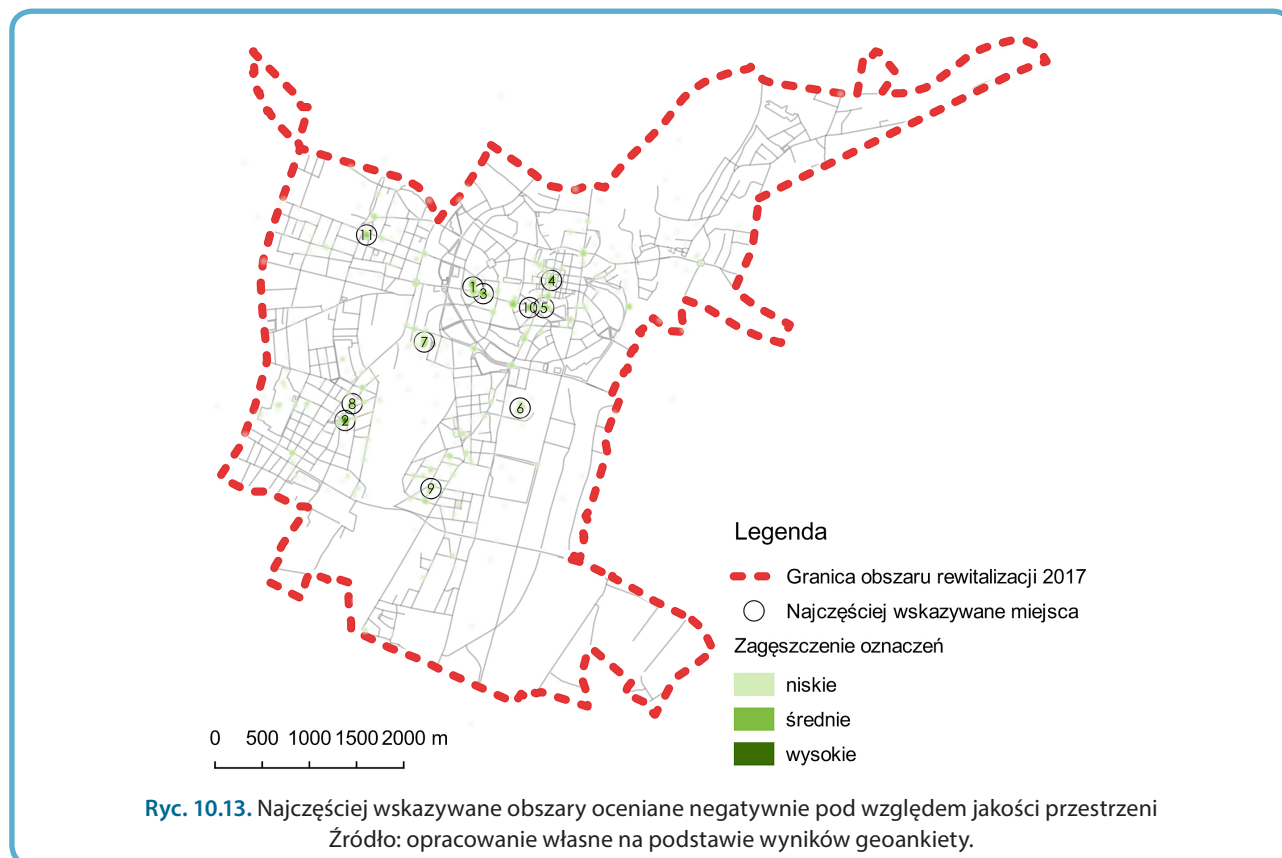 11
4
1
3
10
5
7
8
6
2
9
Legenda
Granica obszaru rewitalizacji 2017
Najczęściej wskazywane miejsca
Zagęszczenie oznaczeń
niskie
średnie
wysokie
0 500 1000 1500 2000 m
Ryc. 10.13. Najczęściej wskazywane obszary oceniane negatywnie pod względem jakości przestrzeni
Źródło: opracowanie własne na podstawie wyników geoankiety.